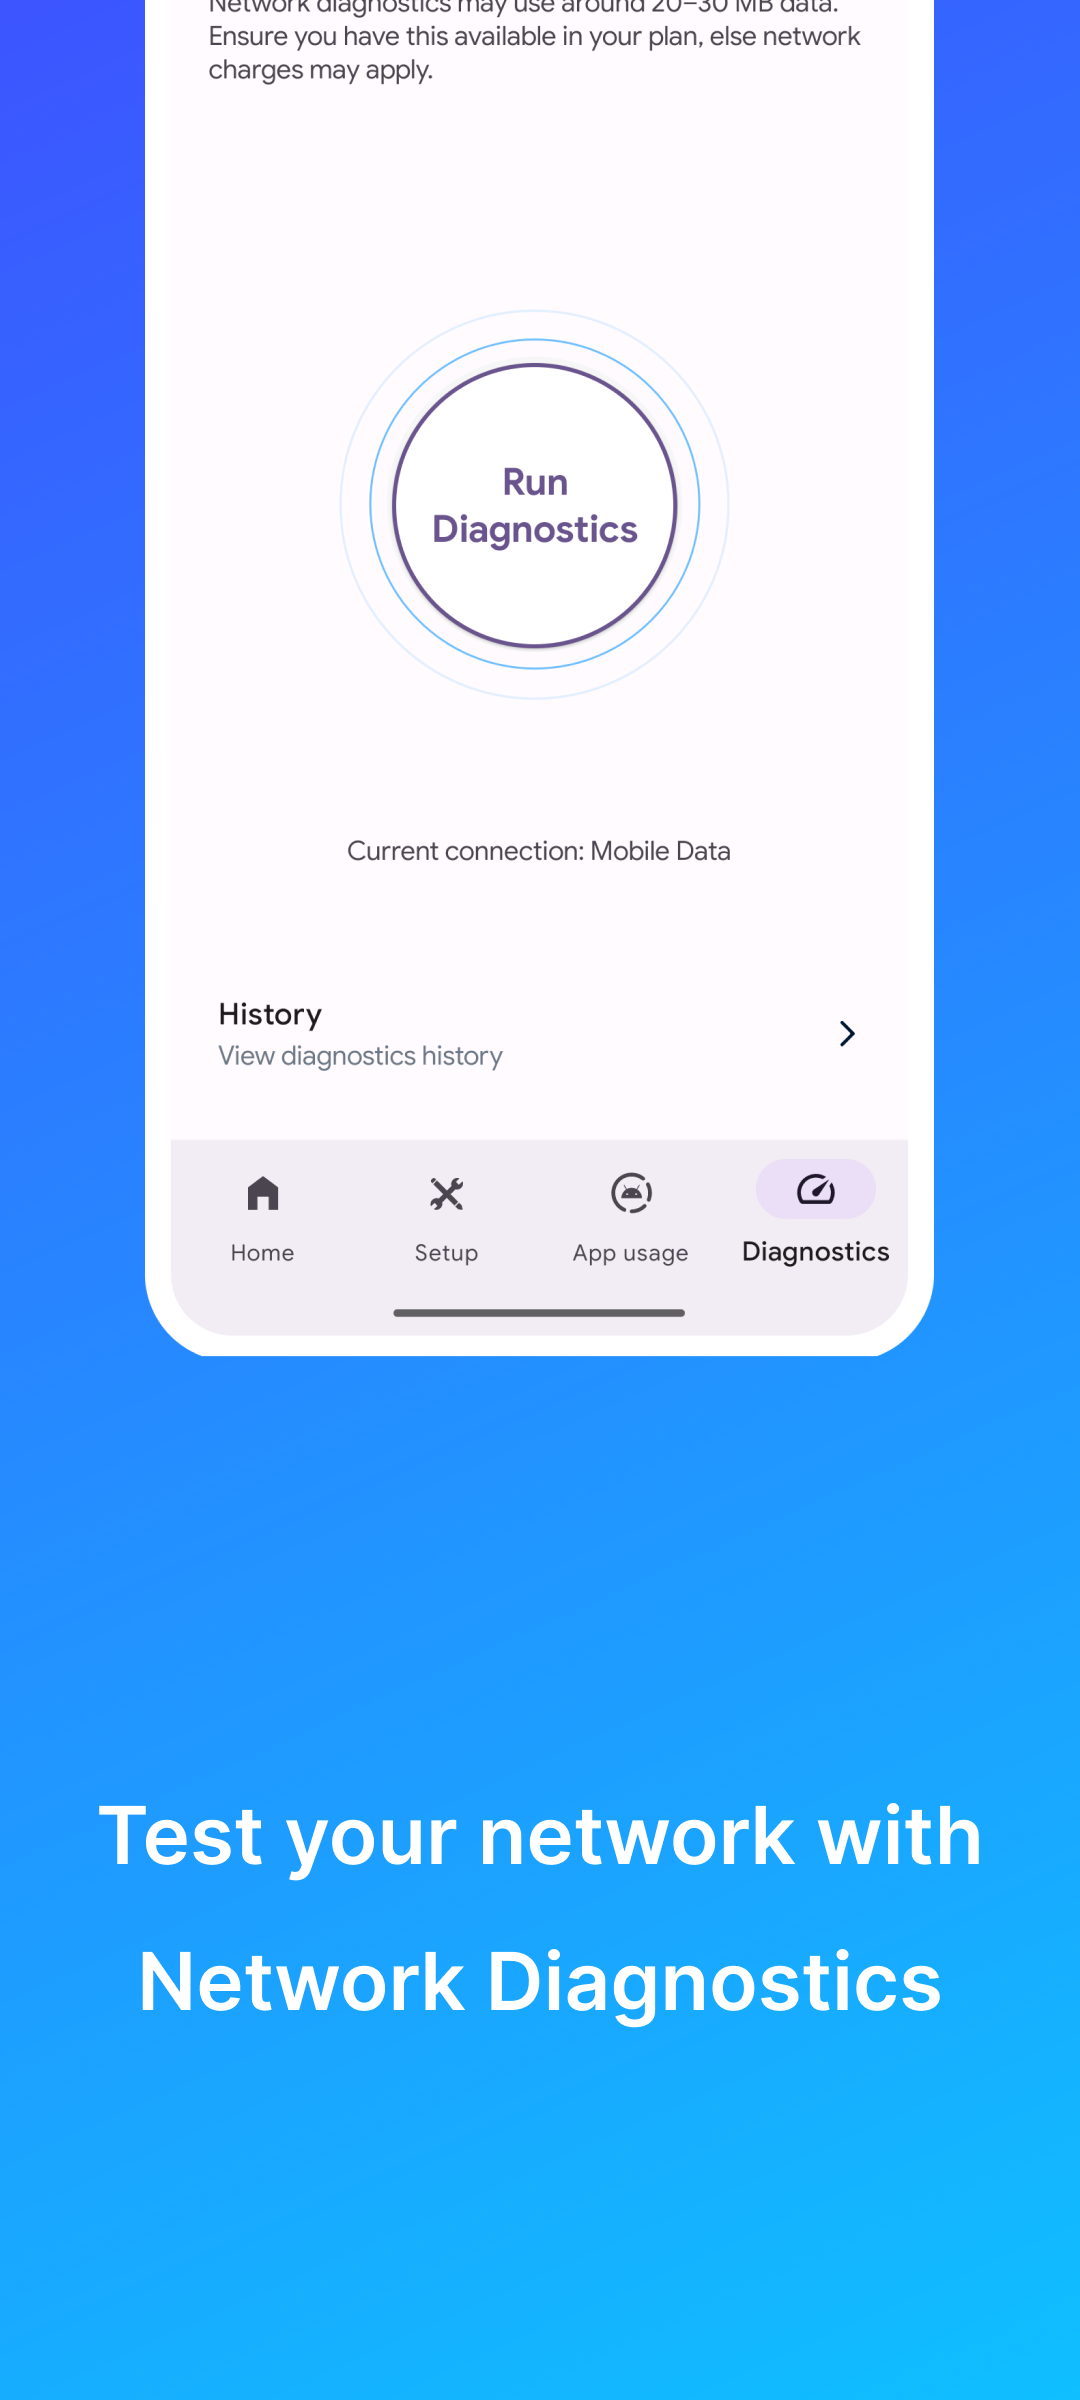 Network diagnostics may use around 20–30 MB data.
Ensure you have this available in your plan, else network
charges may apply.
Run
Diagnostics
Current connection: Mobile Data
History
View diagnostics history
Home
Setup
App usage
Diagnostics
Test your network with
Network Diagnostics